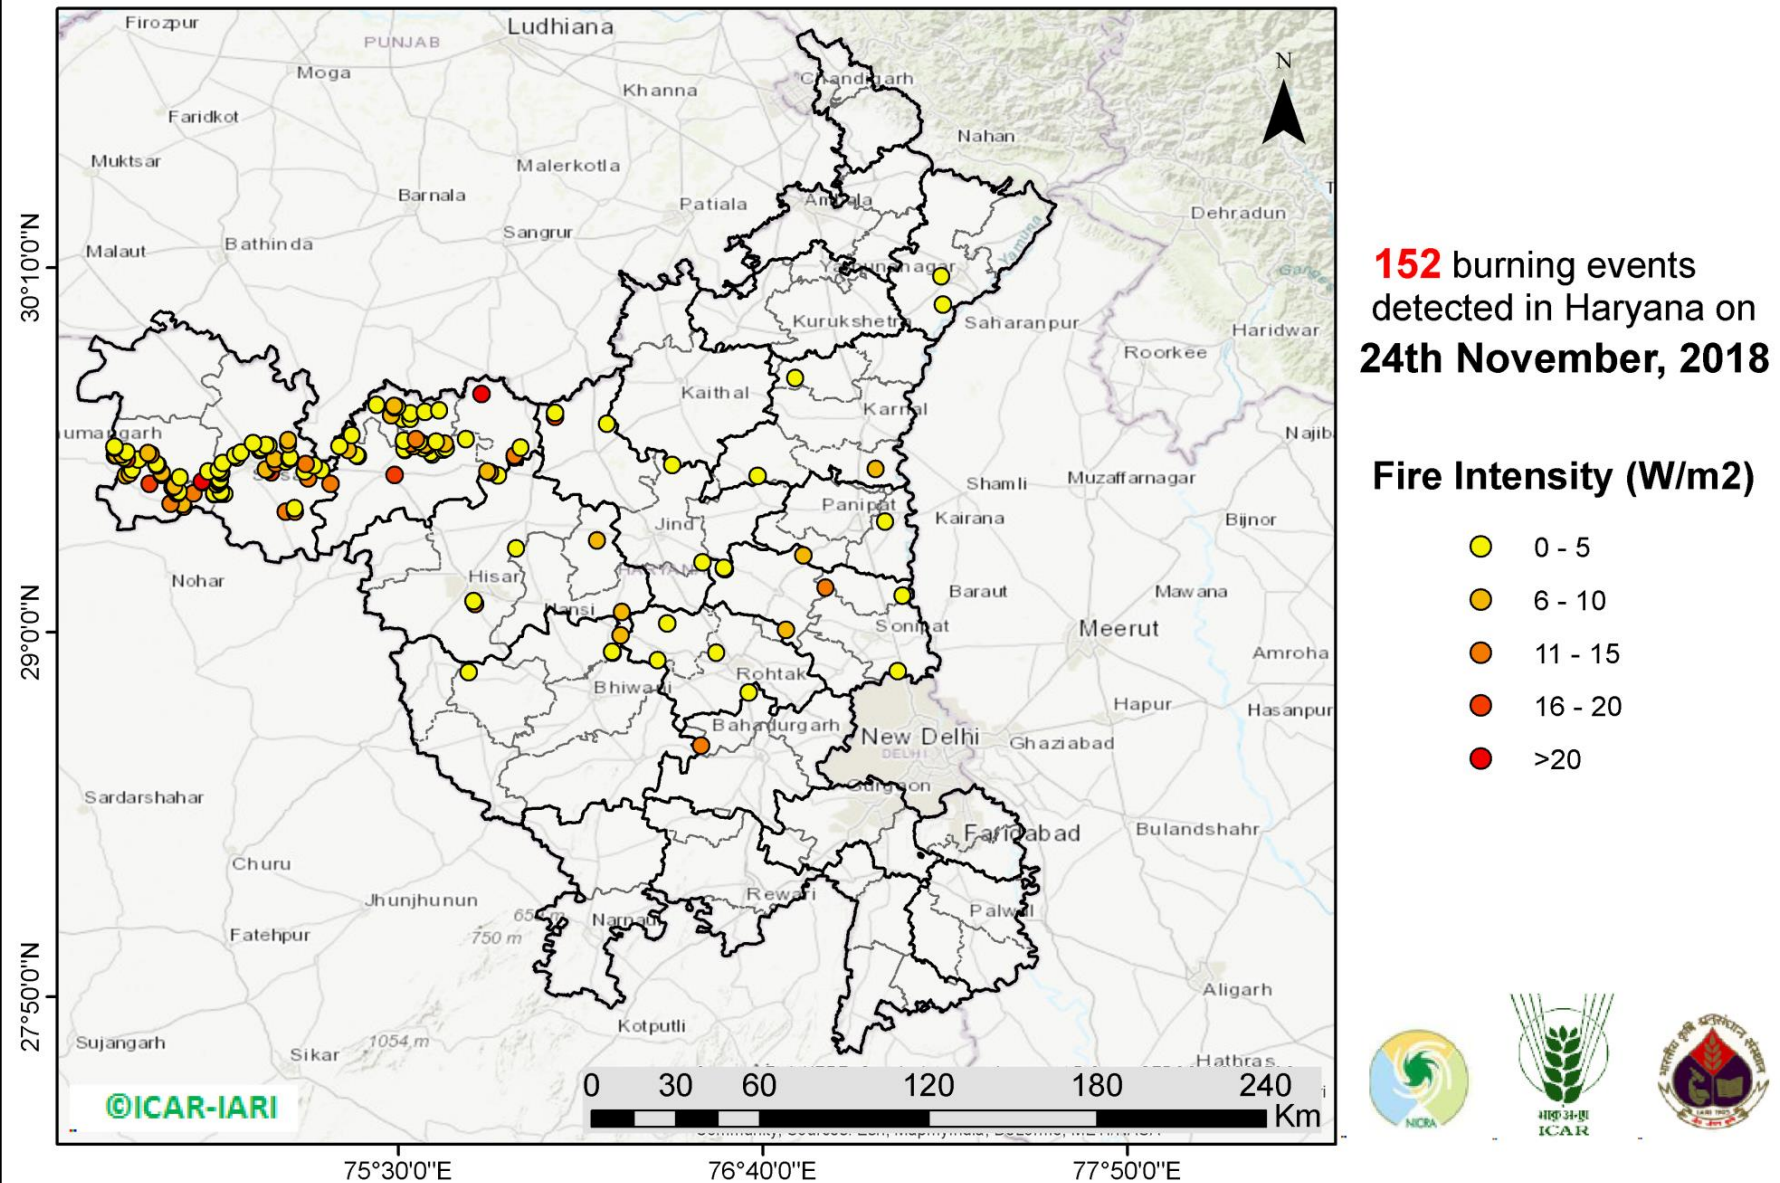 Firozpur
Ludhiana
PUNJAB
Moga
Khanna
Chandigarh
Faridkot
Nahan
Muktsar
Malerkotla
Barnala
Patiala
Ambala
Dehradun
Sangrur
Malaut
Bathinda
Yamuna
Yamunanagar
Kurukshetra
Saharanpur
Haridwar
Roorkee
Kaithal
Karnal
umangarh
Najib
Shamli
Muzaffarnagar
Panipat
Kairana
Bijnor
Jind
Nohar
Hisar
HARYANA
Baraut
Mawana
Hansi
Sonipat
Meerut
Amroha
Rohtak
Bhiwani
Hapur
Hasanpur
Bahadurgarh
New Delhi
DELHI
Ghaziabad
Gurgaon
Sardarshahar
Faridabad
Bulandshahr
Churu
Jhunjhunun
Rewari
Narnaul
Palwal
Fatehpur
750 m
Aligarh
Kotputli
Sujangarh
Sikar
1054 m
Hathras
30°10'0"N
29°0'0"N
27°50'0"N
75°30'0"E
76°40'0"E
77°50'0"E
©ICAR-IARI
0 30 60 120 180 240
Km
N
152 burning events
detected in Haryana on
24th November, 2018
Fire Intensity (W/m2)
0 - 5
6 - 10
11 - 15
16 - 20
>20
NICRA
भाकृअनुप
ICAR